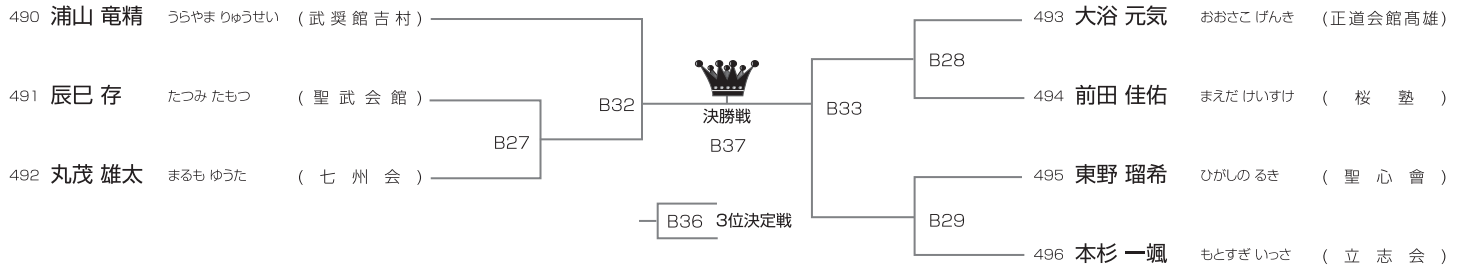 490 浦山 竜精 うらやま りゅうせい (武奨館吉村)
491 辰巳 存 たつみ たもつ (聖武会館)
492 丸茂 雄太 まるも ゆうた (七州会)
B27
B32
決勝戦
B37
B36 3位決定戦
B33
B28
B29
493 大浴 元気 おおさこ げんき (正道会館髙雄)
494 前田 佳佑 まえだ けいすけ (桜塾)
495 東野 瑠希 ひがしの るき (聖心會)
496 本杉 一颯 もとすぎ いっさ (立志会)